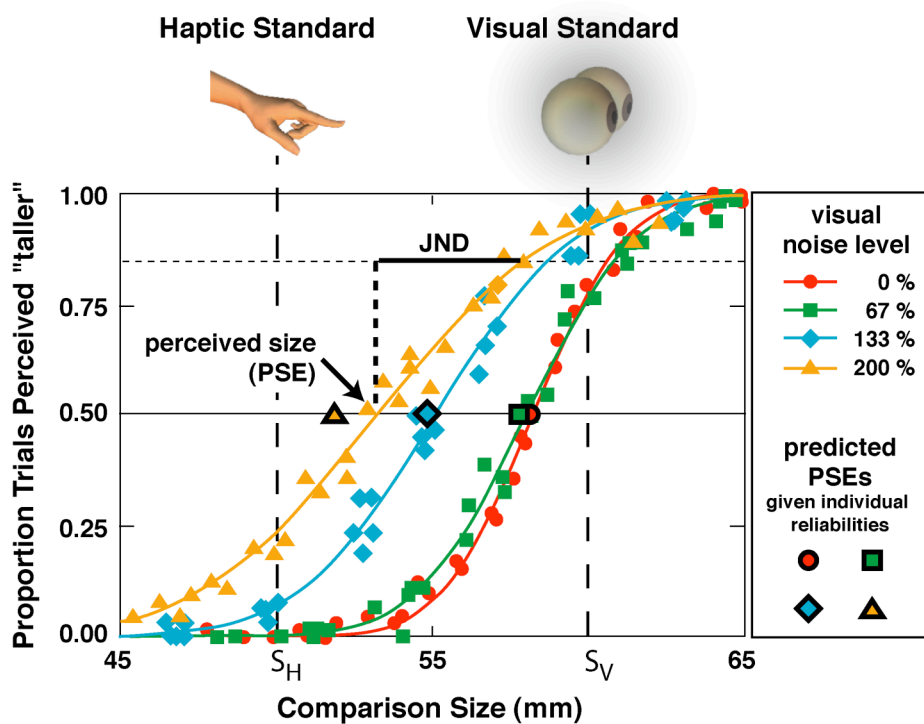 Haptic Standard
Visual Standard
Proportion Trials Perceived "taller"
1.00
0.75
0.50
0.25
0.00
JND
perceived size
(PSE)
45
S_H
55
S_V
65
Comparison Size (mm)
visual
noise level
0 %
67 %
133 %
200 %
predicted
PSEs
given individual
reliabilities